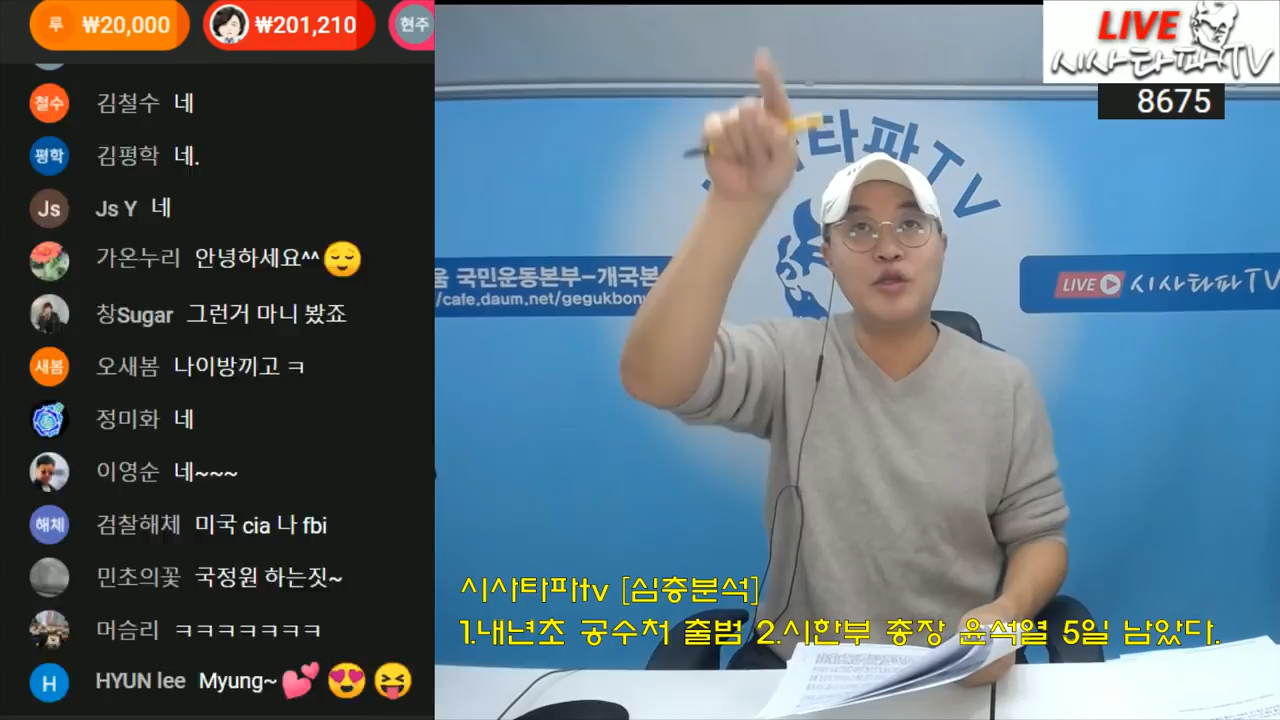 루 ₩20,000
₩201,210
현주
철수 김철수 네
평학 김평학 네.
Js Js Y 네
가온누리 안녕하세요^^😌
창Sugar 그런거 마니 봤죠
새봄 오새봄 나이방끼고 ㅋ
정미화 네
이영순 네~~~
해체 검찰해체 미국 cia 나 fbi
민초의꽃 국정원 하는짓~
머슴리 ㅋㅋㅋㅋㅋㅋㅋ
H HYUN lee Myung~💕😍😝
LIVE
시사타파TV
8675
타파TV
움 국민운동본부-개국본
/cafe.daum.net/gegukbon
LIVE 시사타파TV
시사타파tv [심층분석]
1.내년초 공수처 출범 2.시한부 총장 윤석열 5일 남았다.